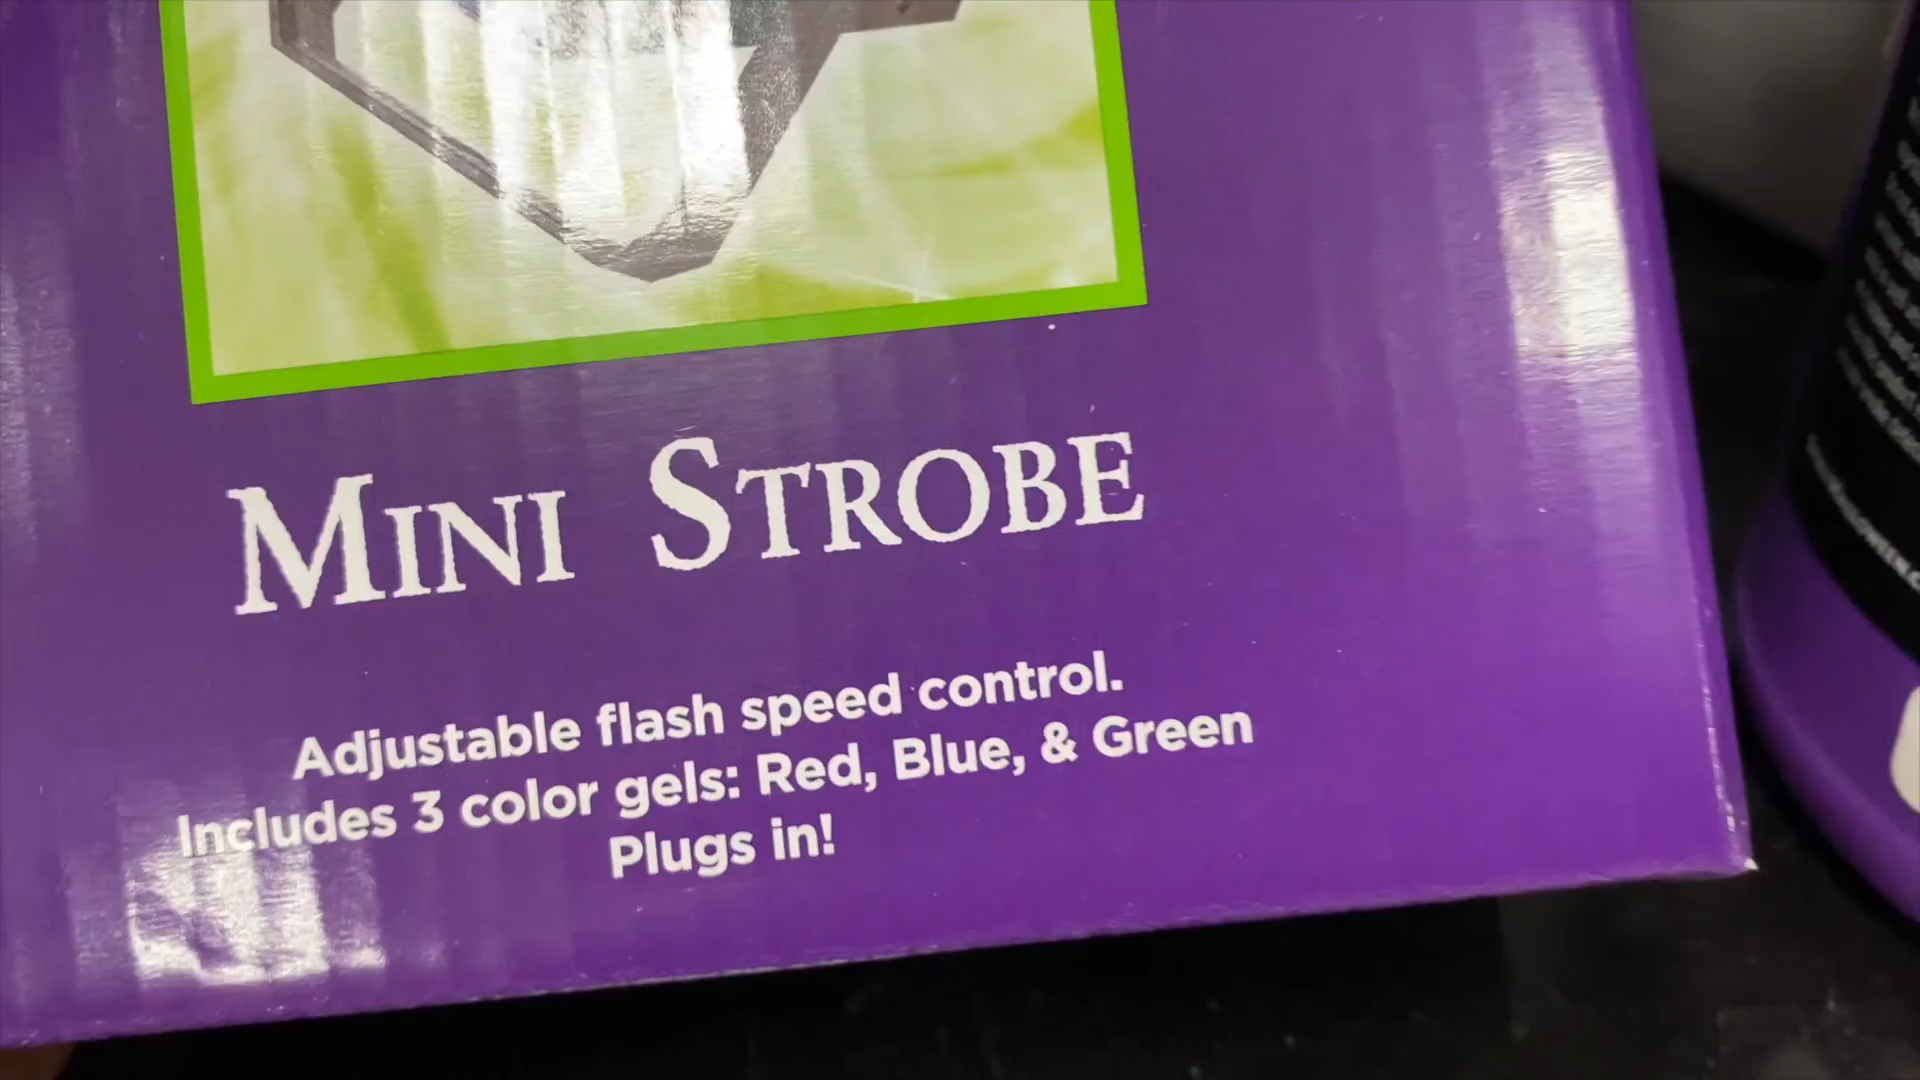 MINI STROBE
Adjustable flash speed control.
Includes 3 color gels: Red, Blue, & Green
Plugs in!